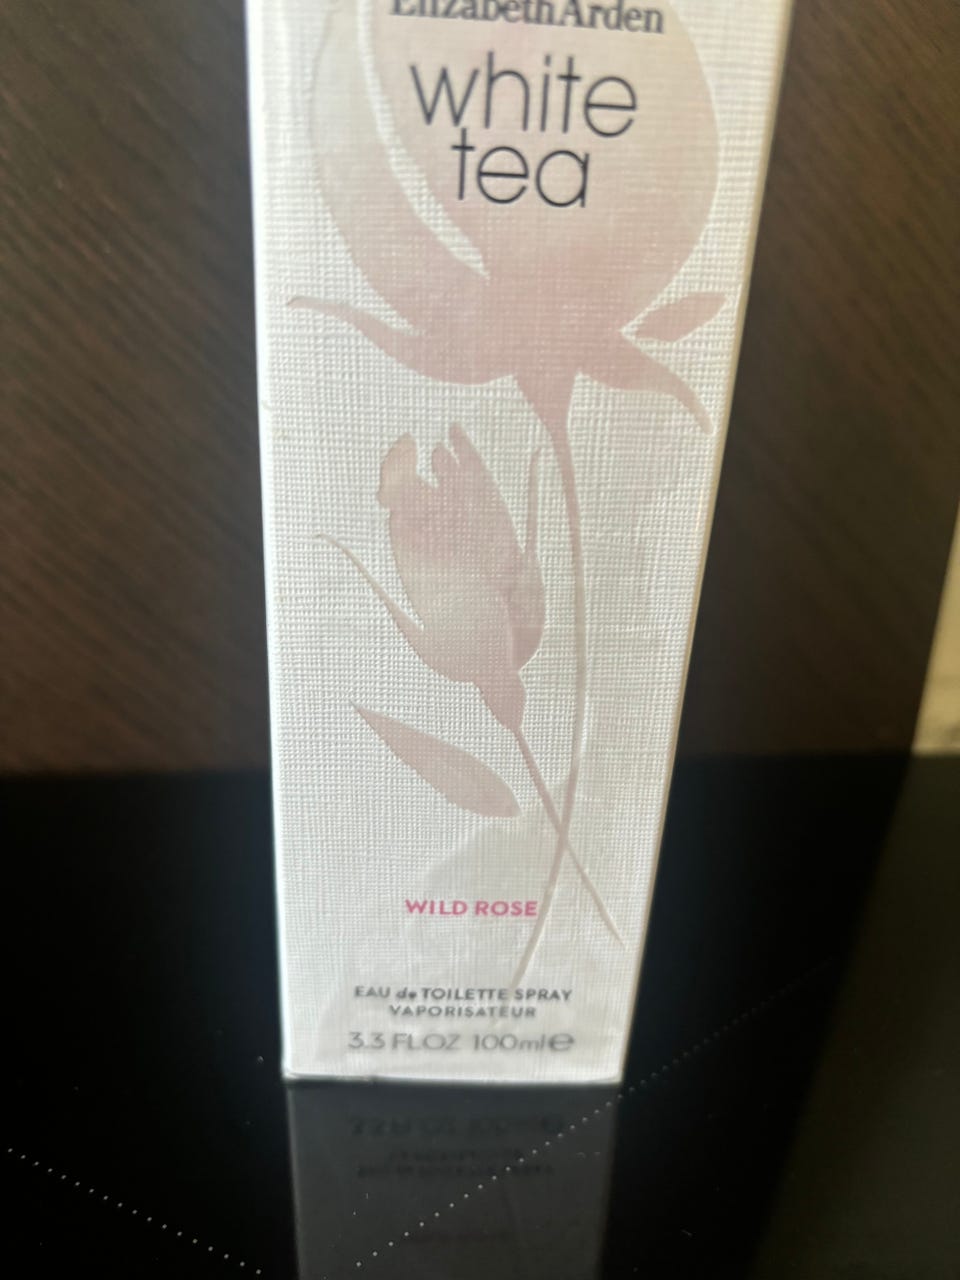 Elizabeth Arden
white
tea
WILD ROSE
EAU de TOILETTE SPRAY
VAPORISATEUR
3.3 FL OZ 100ml ℮